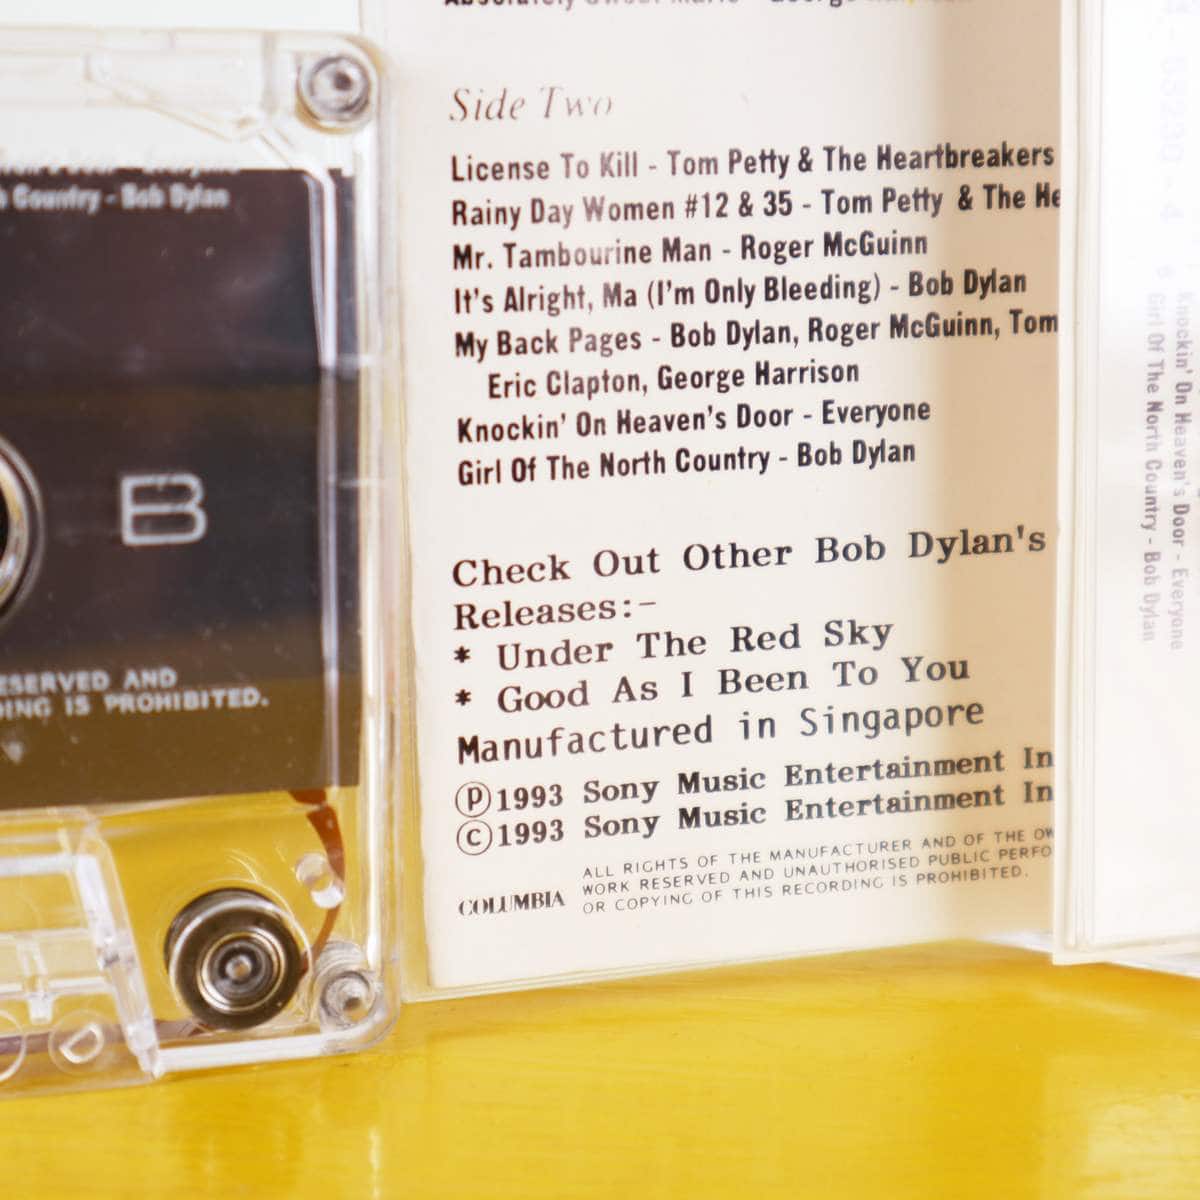 Side Two
License To Kill - Tom Petty & The Heartbreakers
Rainy Day Women #12 & 35 - Tom Petty & The He
Mr. Tambourine Man - Roger McGuinn
It's Alright, Ma (I'm Only Bleeding) - Bob Dylan
My Back Pages - Bob Dylan, Roger McGuinn, Tom
Eric Clapton, George Harrison
Knockin' On Heaven's Door - Everyone
Girl Of The North Country - Bob Dylan
Check Out Other Bob Dylan's
Releases:-
* Under The Red Sky
* Good As I Been To You
Manufactured in Singapore
Ⓟ1993 Sony Music Entertainment In
©1993 Sony Music Entertainment In
COLUMBIA
ALL RIGHTS OF THE MANUFACTURER AND OF THE OW
WORK RESERVED AND UNAUTHORISED PUBLIC PERFO
OR COPYING OF THIS RECORDING IS PROHIBITED.
Country - Bob Dylan
B
ESERVED AND
DING IS PROHIBITED.
Knockin' On Heaven's Door - Everyone
Girl Of The North Country - Bob Dylan